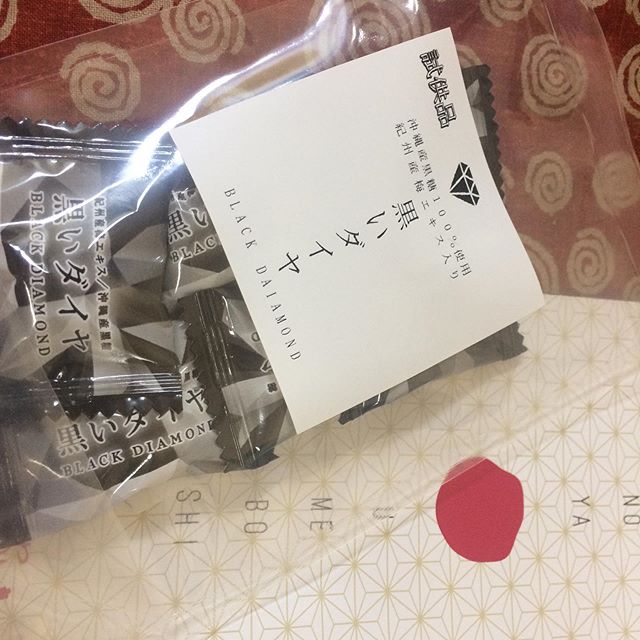 試供品
沖縄産黒糖100%使用
紀州産梅エキス入り
黒いダイヤ
BLACK DAIAMOND
紀州産梅エキス/沖縄産黒糖
黒いダイヤ
BLACK DIAMOND
黒い
BLACK
黒いダイヤ
BLACK DIAMOND
NO
YA
U
ME
BO
SHI